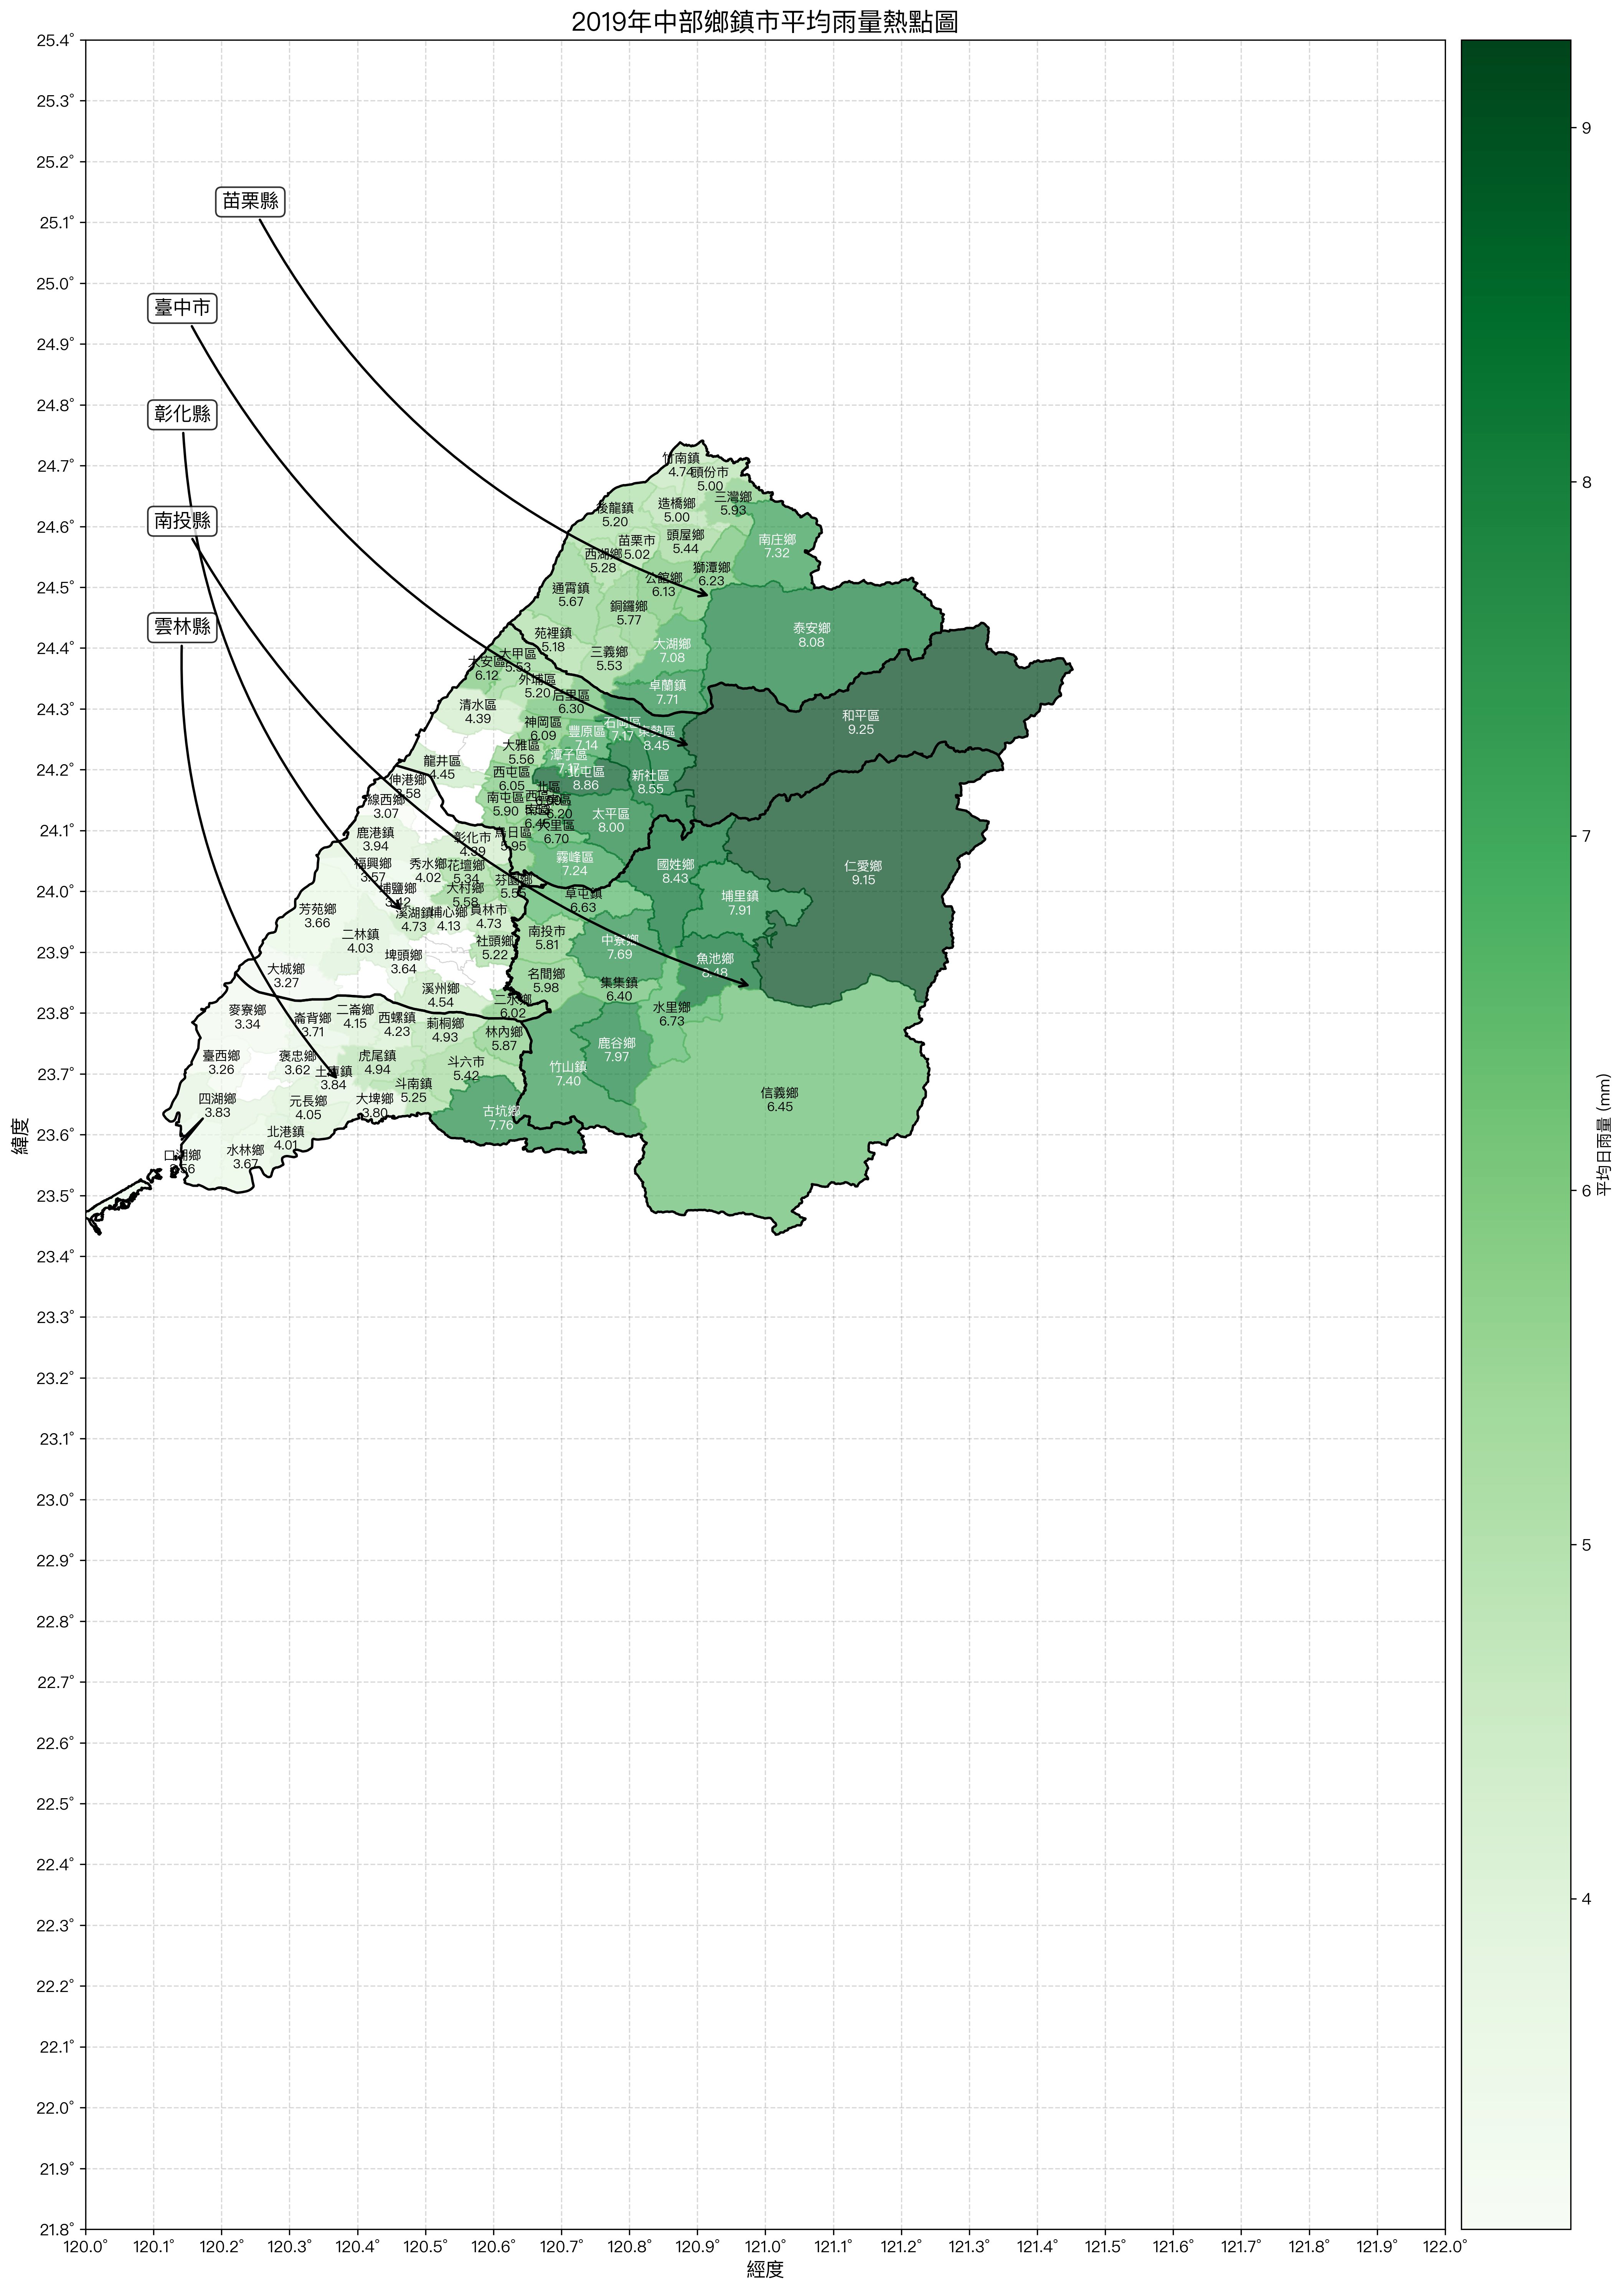 2019年中部鄉鎮市平均雨量熱點圖
25.4°
25.3°
25.2°
25.1°
25.0°
24.9°
24.8°
24.7°
24.6°
24.5°
24.4°
24.3°
24.2°
24.1°
24.0°
23.9°
23.8°
23.7°
23.6°
23.5°
23.4°
23.3°
23.2°
23.1°
23.0°
22.9°
22.8°
22.7°
22.6°
22.5°
22.4°
22.3°
22.2°
22.1°
22.0°
21.9°
21.8°
緯度
苗栗縣
臺中市
彰化縣
南投縣
雲林縣
竹南鎮
4.74
頭份市
5.00
三灣鄉
5.93
後龍鎮
5.20
造橋鄉
5.00
頭屋鄉
5.44
苗栗市
5.02
西湖鄉
5.28
南庄鄉
7.32
獅潭鄉
6.23
公館鄉
6.13
通霄鎮
5.67
銅鑼鄉
5.77
泰安鄉
8.08
苑裡鎮
5.18
大湖鄉
7.08
三義鄉
5.53
卓蘭鎮
7.71
大甲區
5.53
大安區
6.12
外埔區
5.20
后里區
6.30
清水區
4.39
神岡區
6.09
石岡區
7.17
豐原區
7.14
東勢區
8.45
和平區
9.25
大雅區
5.56
潭子區
北屯區
8.86
新社區
8.55
龍井區
4.45
西屯區
6.05
南屯區
5.90
北區
6.20
太平區
8.00
大里區
6.70
烏日區
5.95
霧峰區
7.24
伸港鄉
3.58
線西鄉
3.07
鹿港鎮
3.94
彰化市
4.39
福興鄉
3.57
秀水鄉
4.02
花壇鄉
5.34
芬園鄉
埔鹽鄉
3.42
大村鄉
5.58
溪湖鎮
4.73
埔心鄉
4.13
員林市
4.73
芳苑鄉
3.66
二林鎮
4.03
埤頭鄉
3.64
社頭鄉
5.22
大城鄉
3.27
溪州鄉
4.54
二水鄉
6.02
國姓鄉
8.43
仁愛鄉
9.15
草屯鎮
6.63
埔里鎮
7.91
南投市
5.81
中寮鄉
7.69
魚池鄉
8.48
名間鄉
5.98
集集鎮
6.40
水里鄉
6.73
鹿谷鄉
7.97
竹山鎮
7.40
信義鄉
6.45
麥寮鄉
3.34
崙背鄉
3.71
二崙鄉
4.15
西螺鎮
4.23
莿桐鄉
4.93
林內鄉
5.87
臺西鄉
3.26
褒忠鄉
3.62
土庫鎮
3.84
虎尾鎮
4.94
斗六市
5.42
斗南鎮
5.25
四湖鄉
3.83
元長鄉
4.05
大埤鄉
3.80
古坑鄉
7.76
北港鎮
4.01
水林鄉
3.67
口湖鄉
120.0°
120.1°
120.2°
120.3°
120.4°
120.5°
120.6°
120.7°
120.8°
120.9°
121.0°
121.1°
121.2°
121.3°
121.4°
121.5°
121.6°
121.7°
121.8°
121.9°
122.0°
經度
9
8
7
6
5
4
平均日雨量 (mm)